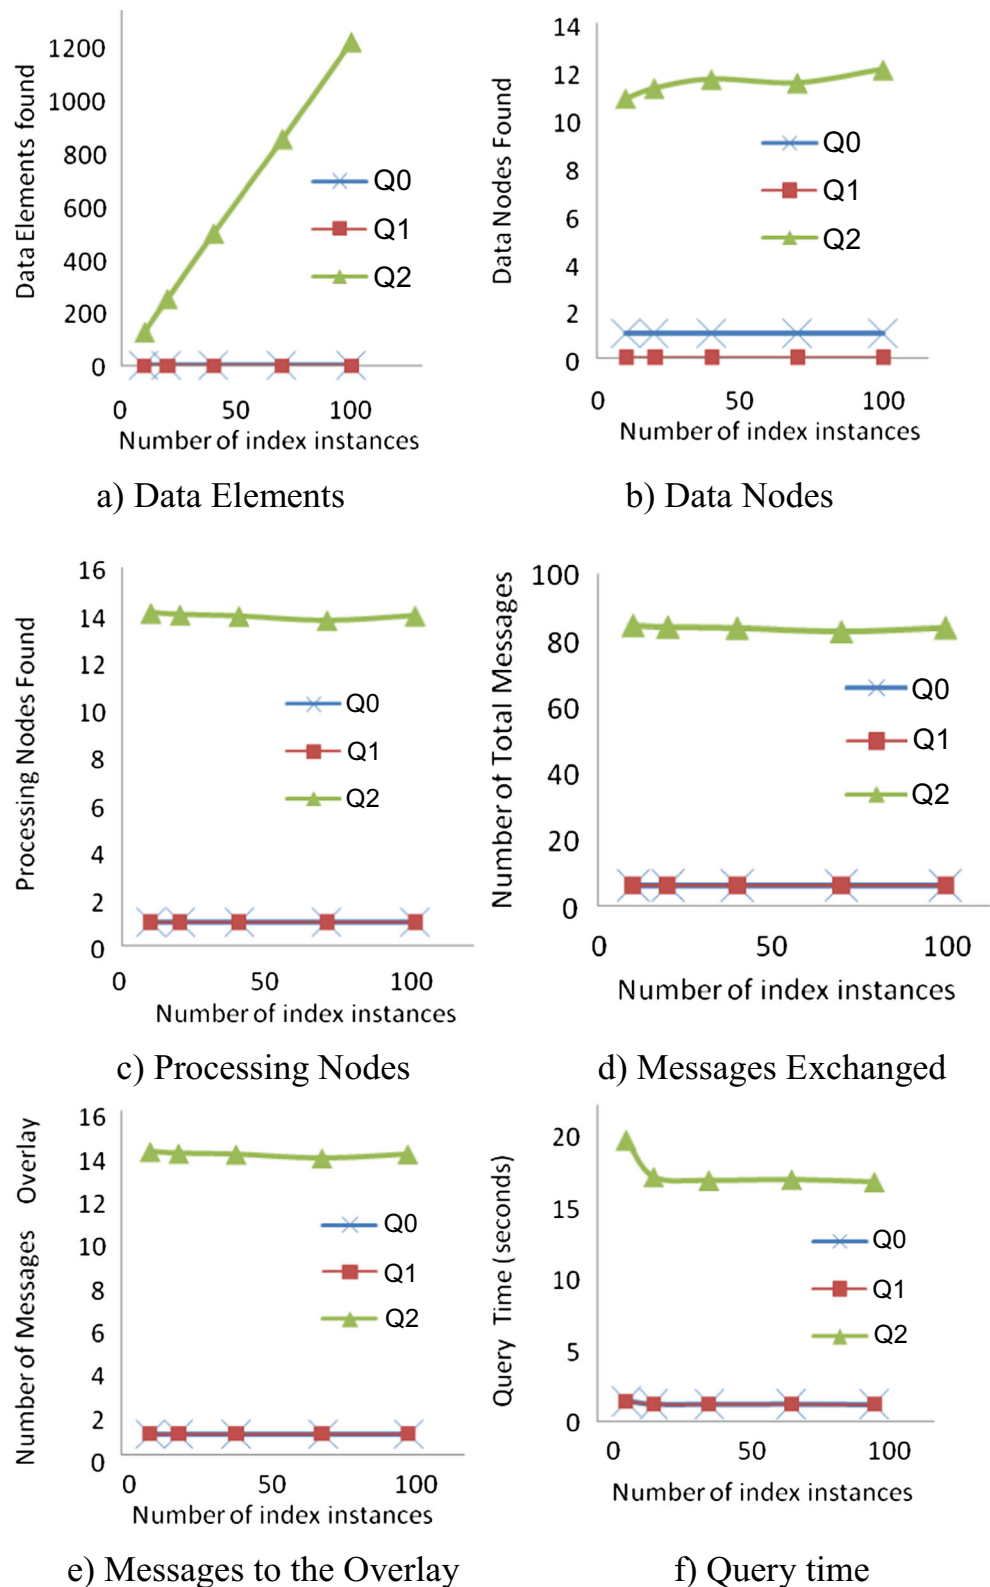 Data Elements found
1200
1000
800
600
400
200
0
Q0
Q1
Q2
0 50 100
Number of index instances
a) Data Elements
Data Nodes Found
14
12
10
8
6
4
2
0
Q0
Q1
Q2
0 50 100
Number of index instances
b) Data Nodes
Processing Nodes Found
16
14
12
10
8
6
4
2
0
Q0
Q1
Q2
0 50 100
Number of index instances
c) Processing Nodes
Number of Total Messages
100
80
60
40
20
0
Q0
Q1
Q2
0 50 100
Number of index instances
d) Messages Exchanged
Number of Messages Overlay
16
14
12
10
8
6
4
2
0
Q0
Q1
Q2
0 50 100
Number of index instances
e) Messages to the Overlay
Query Time (seconds)
20
15
10
5
0
Q0
Q1
Q2
0 50 100
Number of index instances
f) Query time